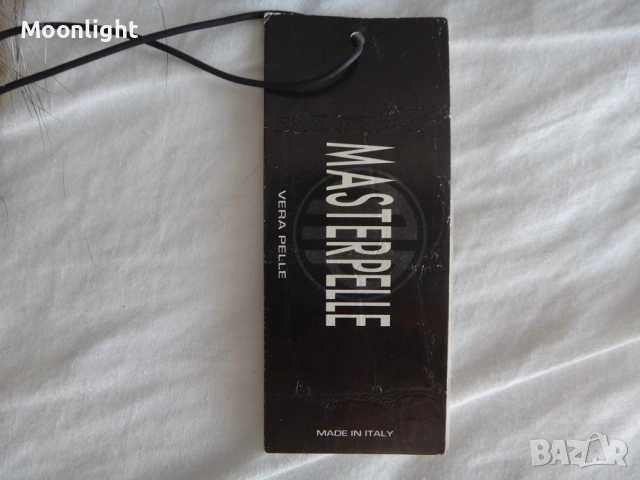 Moonlight
MASTERPELLE
VERA PELLE
MADE IN ITALY
BAZAR